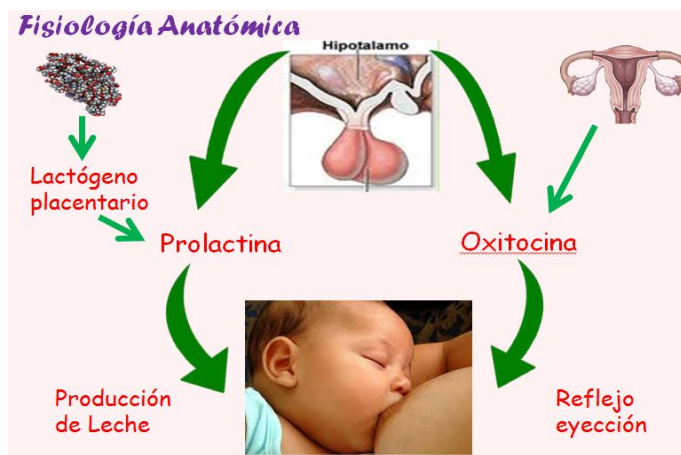 Fisiología Anatómica
Hipotalamo
Lactógeno
placentario
Prolactina
Oxitocina
Producción
de Leche
Reflejo
eyección